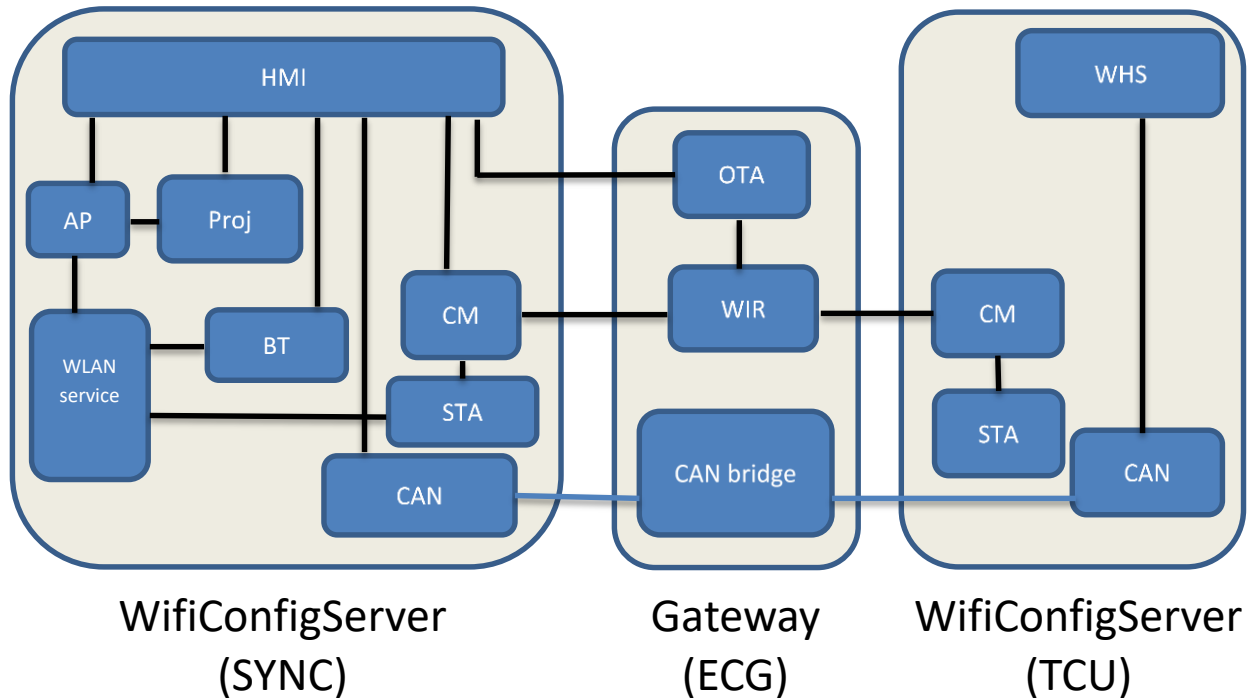 HMI
AP
Proj
BT
WLAN
service
CM
STA
CAN
OTA
WIR
CAN bridge
WHS
CM
STA
CAN
WifiConfigServer
(SYNC)
Gateway
(ECG)
WifiConfigServer
(TCU)